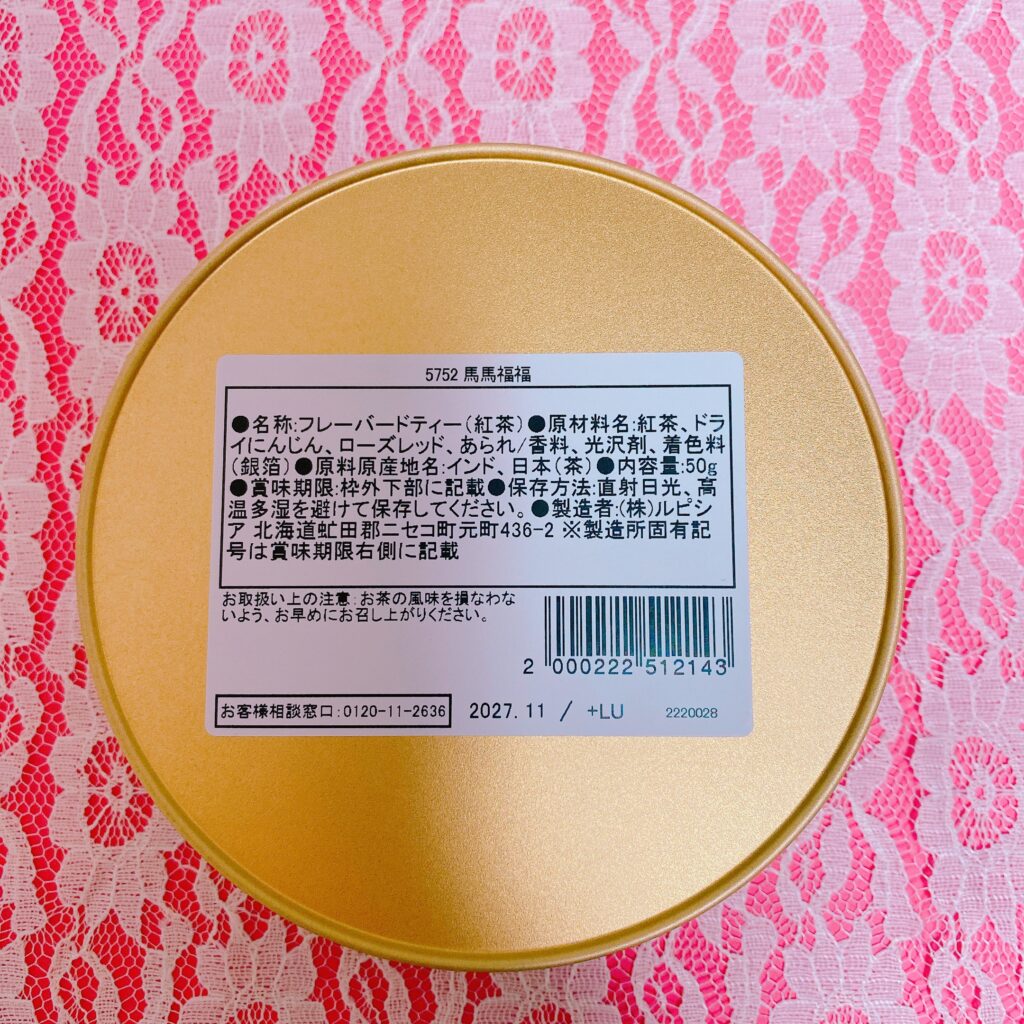 5752 馬馬福福
●名称:フレーバードティー(紅茶)●原材料名:紅茶、ドラ
イにんじん、ローズレッド、あられ/香料、光沢剤、着色料
(銀箔)●原料原産地名:インド、日本(茶)●内容量:50g
●賞味期限:枠外下部に記載●保存方法:直射日光、高
温多湿を避けて保存してください。●製造者:(株)ルピシ
ア 北海道虻田郡ニセコ町元町436-2 ※製造所固有記
号は賞味期限右側に記載
お取扱い上の注意:お茶の風味を損なわな
いよう、お早めにお召し上がりください。
2 000222 512143
お客様相談窓口:0120-11-2636
2027.11 / +LU 2220028